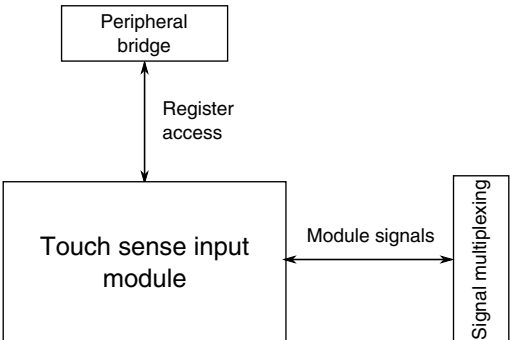 Peripheral
bridge
Register
access
Touch sense input
module
Module signals
Signal multiplexing